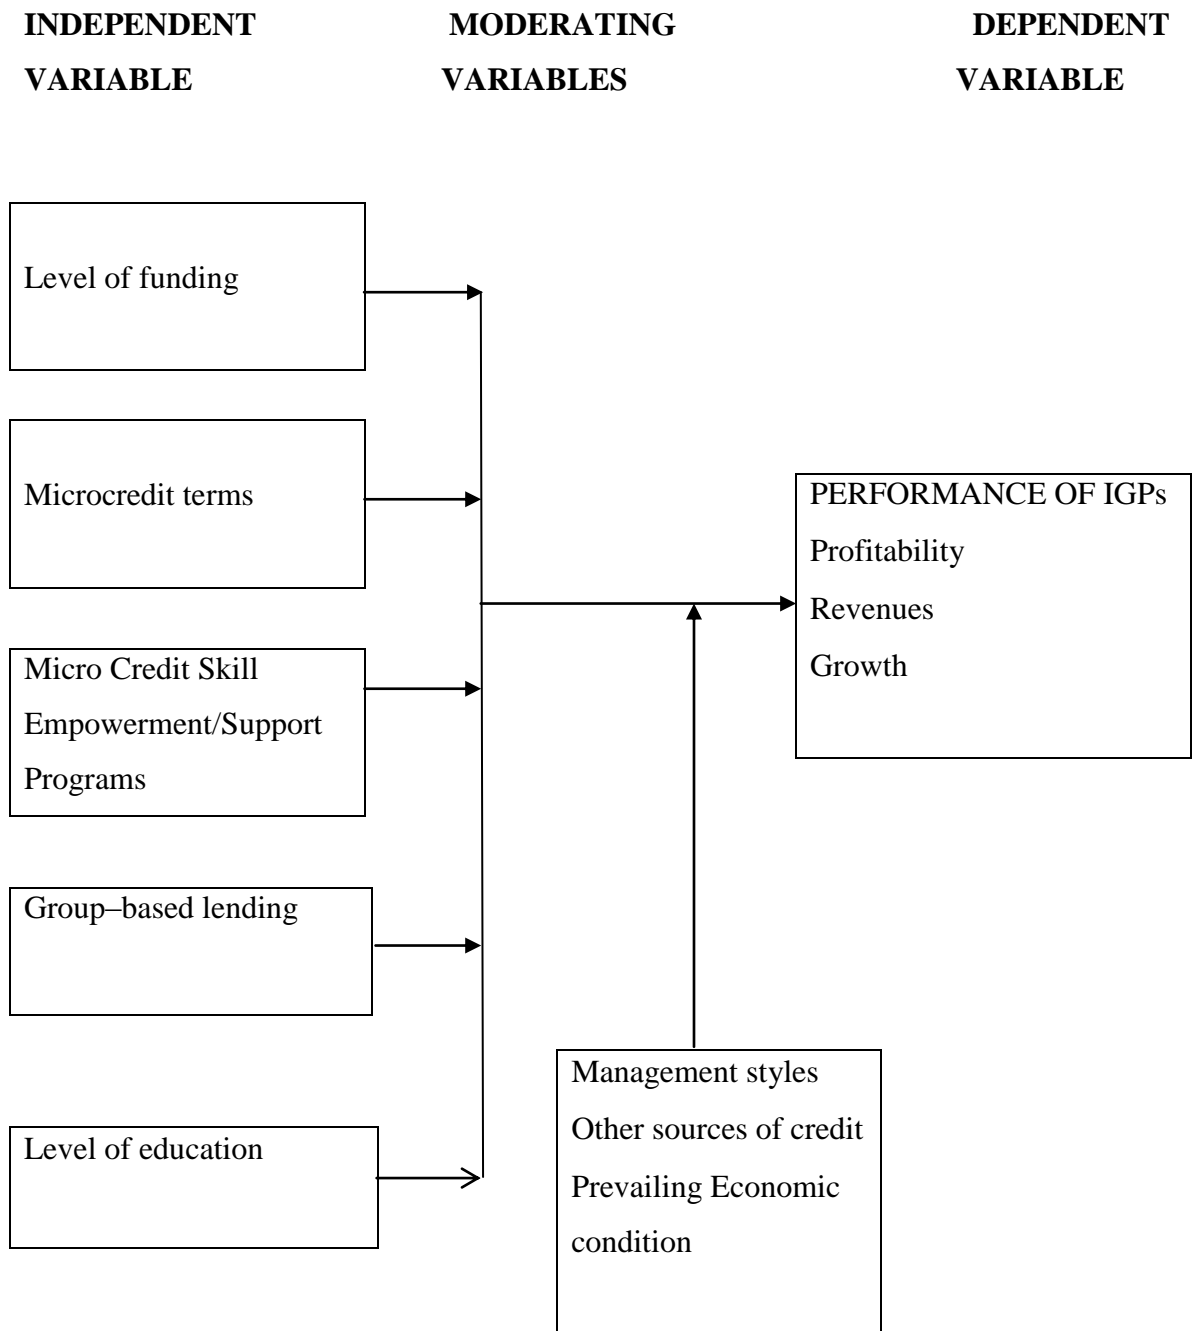 INDEPENDENT VARIABLE
MODERATING VARIABLES
DEPENDENT VARIABLE
Level of funding
Microcredit terms
Micro Credit Skill
Empowerment/Support
Programs
Group–based lending
Level of education
Management styles
Other sources of credit
Prevailing Economic
condition
PERFORMANCE OF IGPs
Profitability
Revenues
Growth